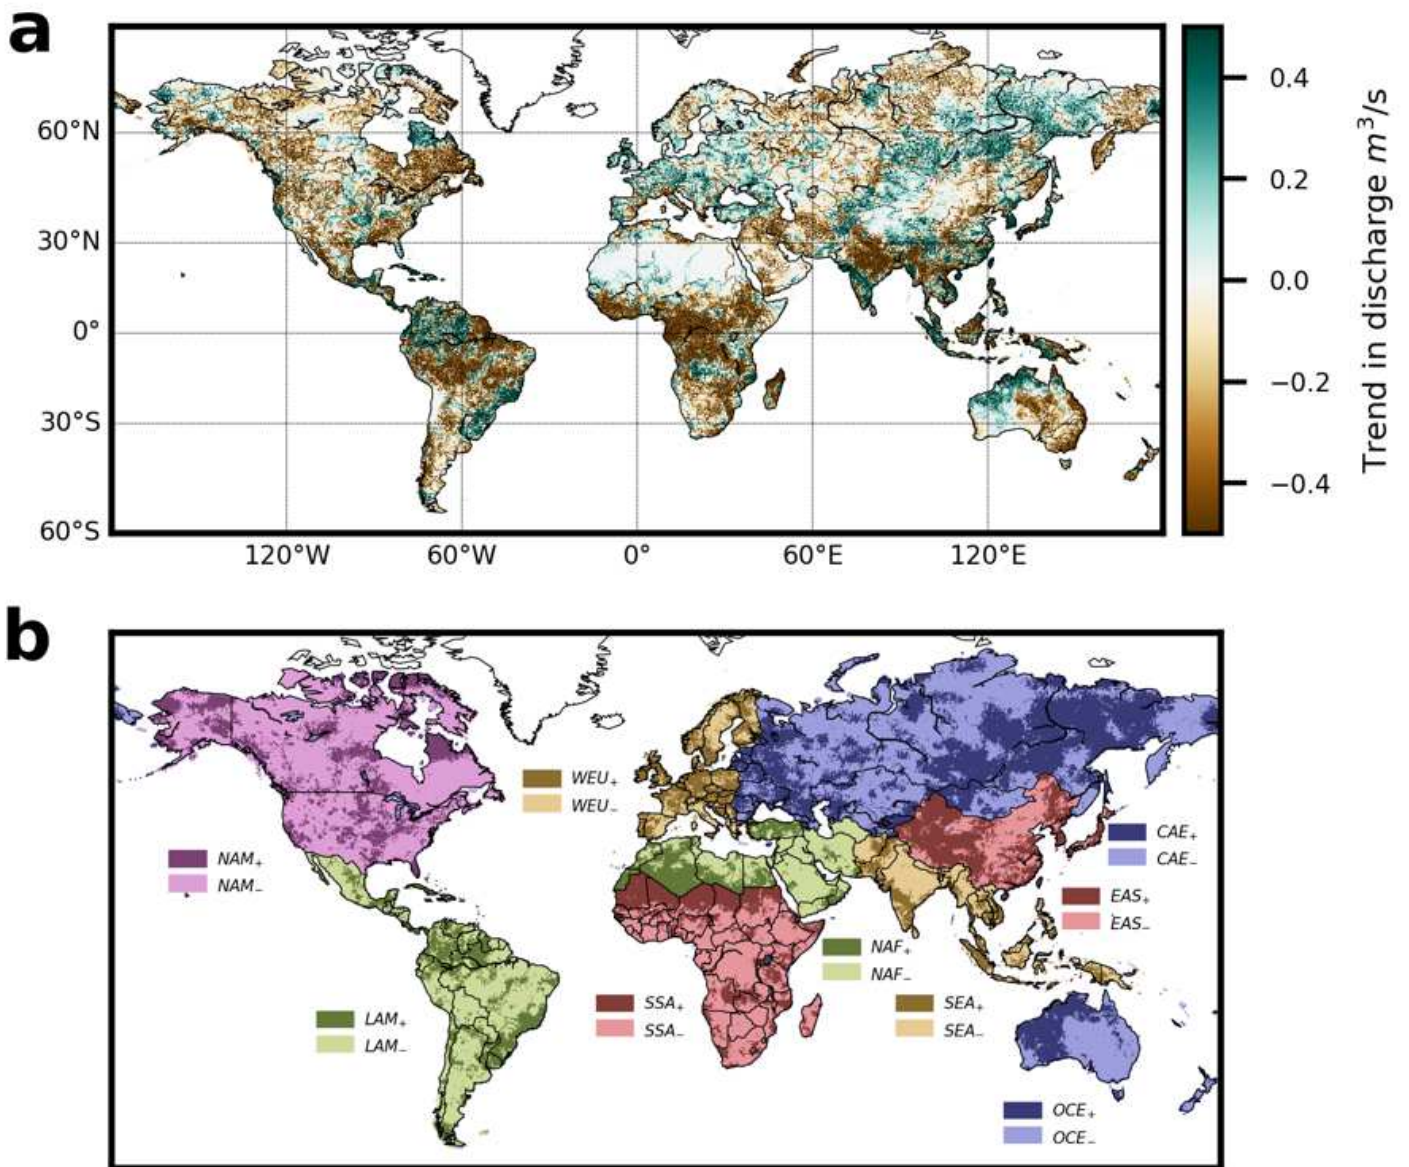 a
60°N
30°N
0°
30°S
60°S
120°W 60°W 0° 60°E 120°E
0.4
0.2
0.0
−0.2
−0.4
Trend in discharge m³/s
b
NAM₊
NAM₋
WEU₊
WEU₋
CAE₊
CAE₋
EAS₊
EAS₋
NAF₊
NAF₋
LAM₊
LAM₋
SSA₊
SSA₋
SEA₊
SEA₋
OCE₊
OCE₋